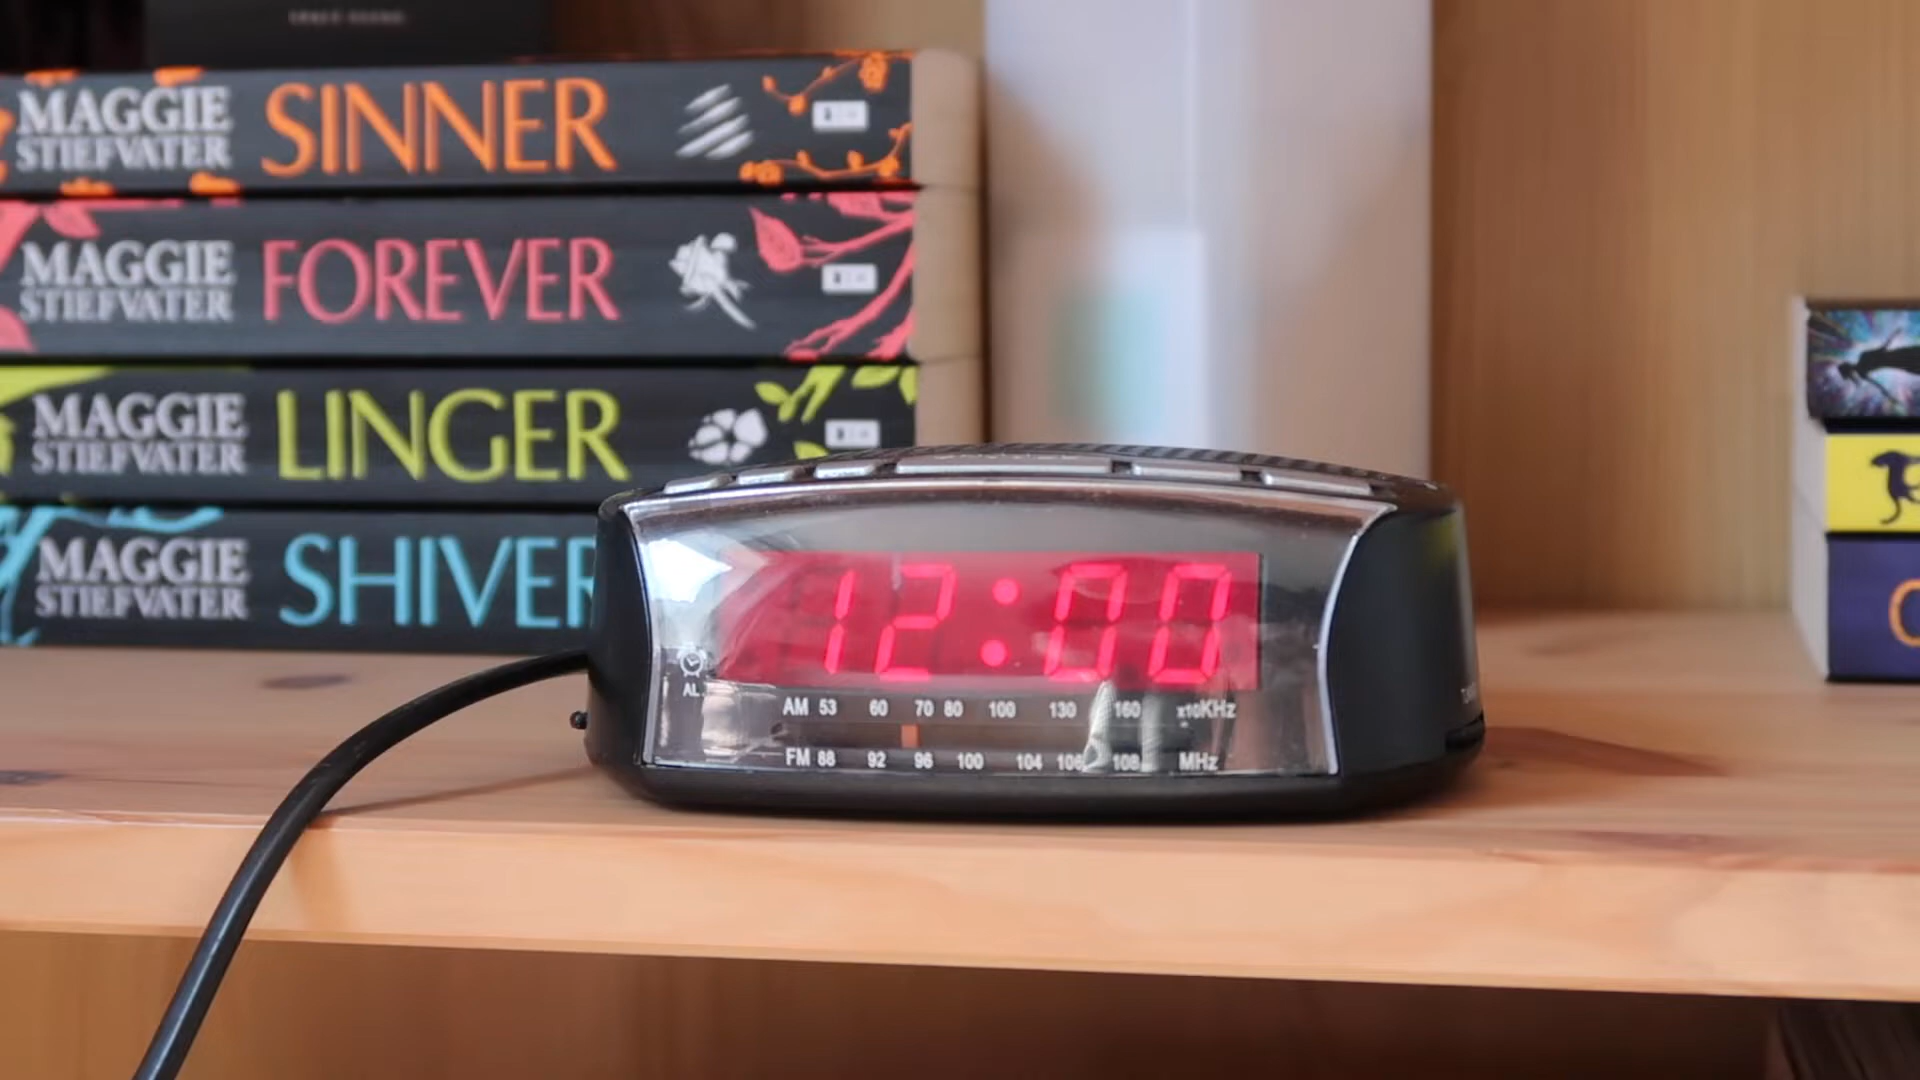 MAGGIE STIEFVATER SINNER
MAGGIE STIEFVATER FOREVER
MAGGIE STIEFVATER LINGER
MAGGIE STIEFVATER SHIVER
12:00
AL
AM 53 60 70 80 100 130 160 x10KHz
FM 88 92 96 100 104 106 108 MHz